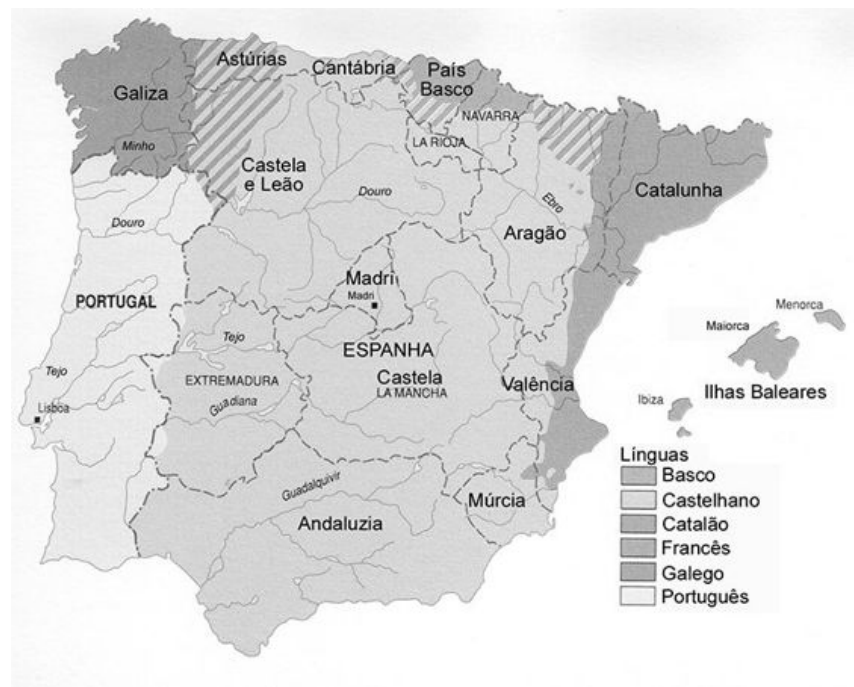 Astúrias
Cantábria
País
Basco
Galiza
NAVARRA
LA RIOJA
Minho
Castela
e Leão
Catalunha
Douro
Ebro
Douro
Aragão
Madri
Madri
PORTUGAL
Menorca
Maiorca
Tejo
ESPANHA
Tejo
EXTREMADURA
Castela
LA MANCHA
Valência
Ilhas Baleares
Ibiza
Lisboa
Guadiana
Línguas
Basco
Castelhano
Catalão
Francês
Galego
Português
Guadalquivir
Múrcia
Andaluzia